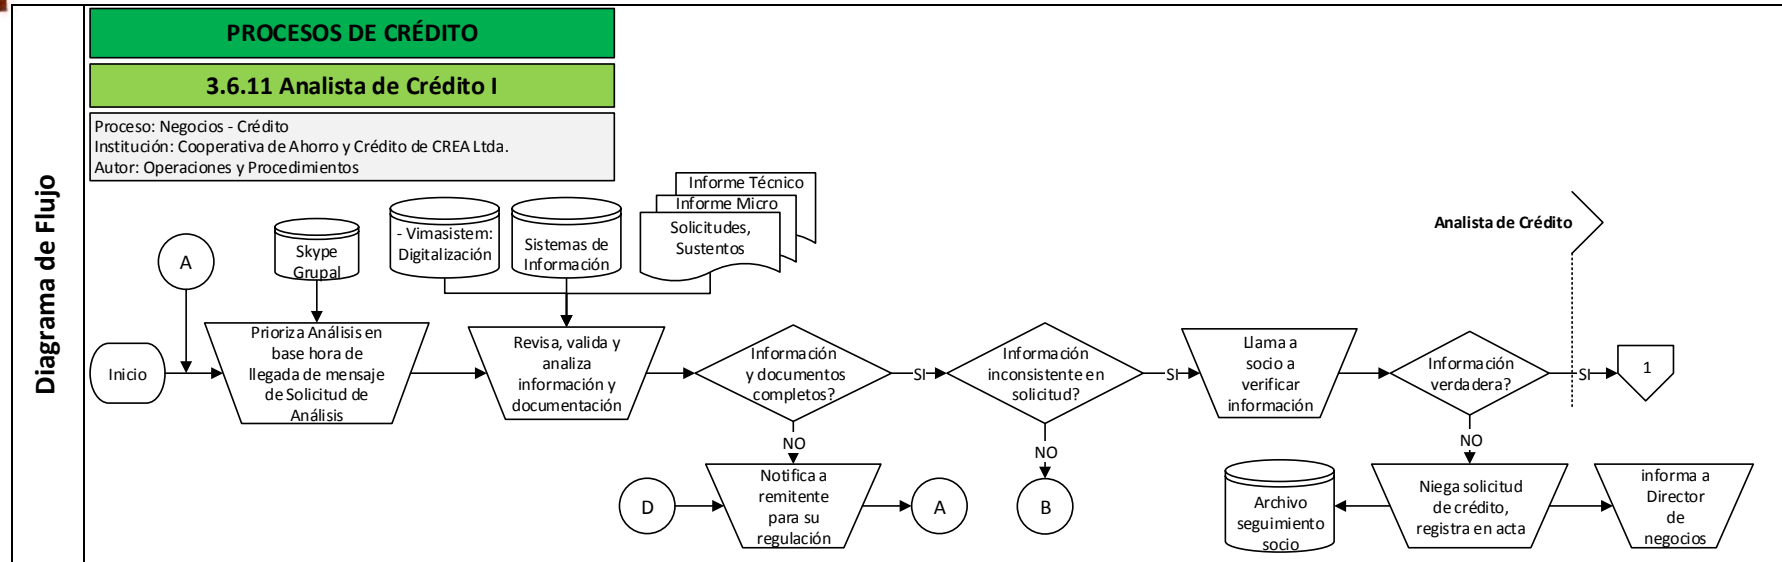 PROCESOS DE CRÉDITO
3.6.11 Analista de Crédito I
Proceso: Negocios - Crédito
Institución: Cooperativa de Ahorro y Crédito de CREA Ltda.
Autor: Operaciones y Procedimientos
Diagrama de Flujo
A
Skype
Grupal
- Vimasistem:
Digitalización
Sistemas de
Información
Informe Técnico
Informe Micro
Solicitudes,
Sustentos
Analista de Crédito
Inicio
Prioriza Análisis en
base hora de
llegada de mensaje
de Solicitud de
Análisis
Revisa, valida y
analiza
información y
documentación
Información
y documentos
completos?
SI
Información
inconsistente en
solicitud?
SI
Llama a
socio a
verificar
información
Información
verdadera?
SI
1
NO
NO
NO
D
Notifica a
remitente
para su
regulación
A
B
Archivo
seguimiento
socio
Niega solicitud
de crédito,
registra en acta
informa a
Director
de
negocios